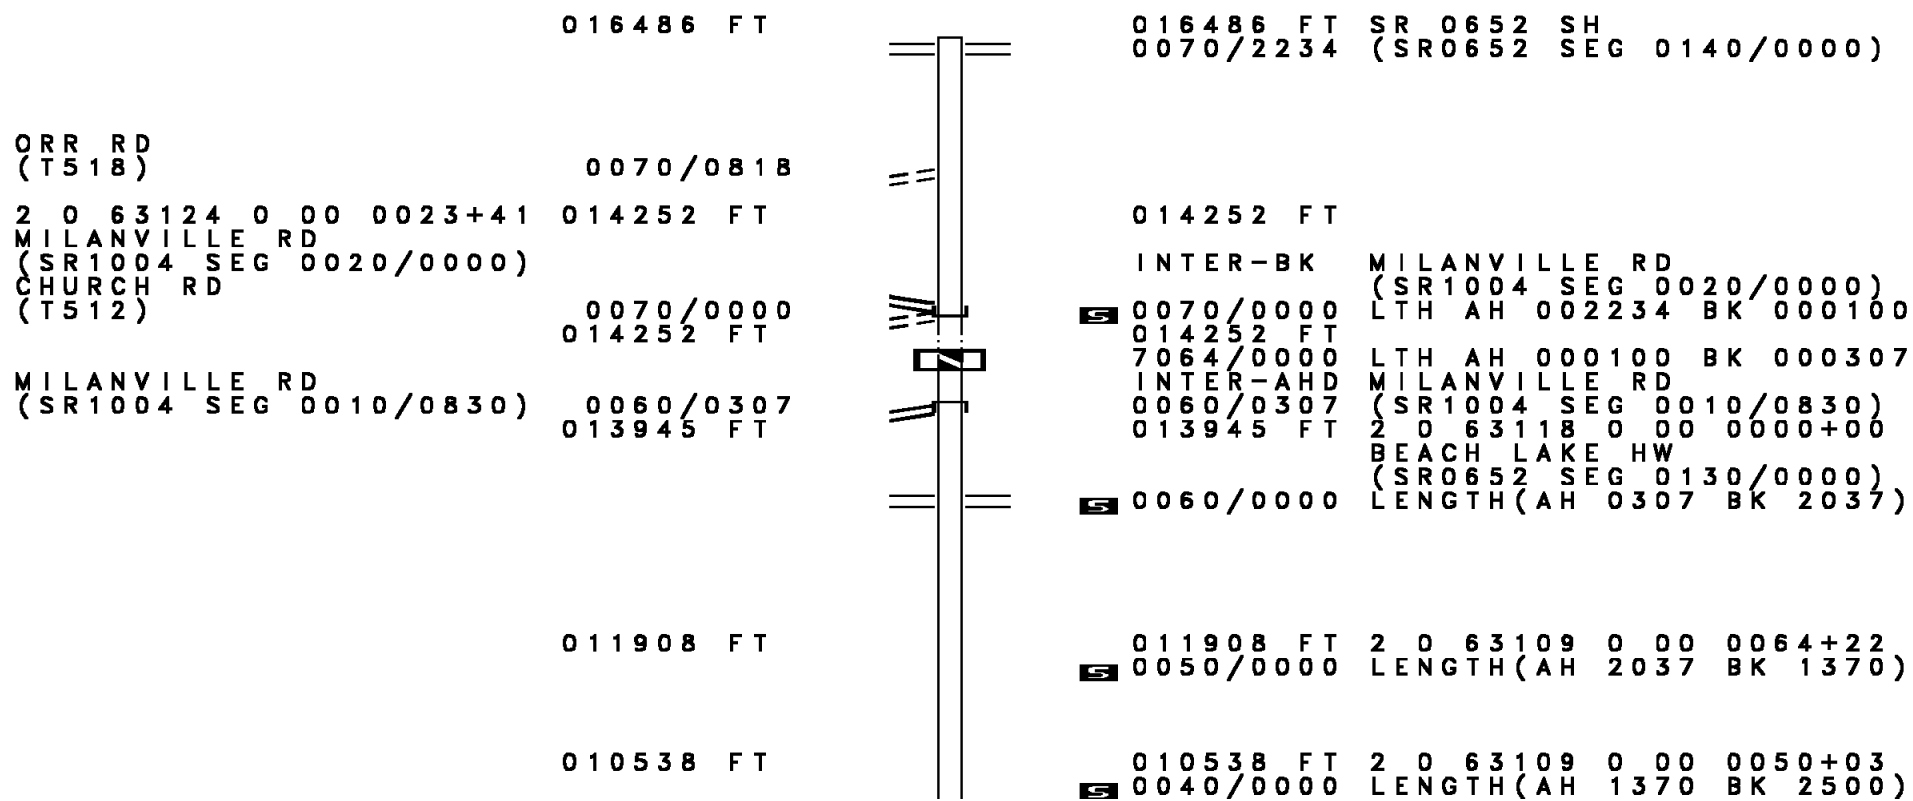 016486 FT 016486 FT SR 0652 SH
0070/2234 (SR0652 SEG 0140/0000)
ORR RD
(T518) 0070/0818
2 0 63124 0 00 0023+41 014252 FT 014252 FT
MILANVILLE RD
(SR1004 SEG 0020/0000) INTER-BK MILANVILLE RD
CHURCH RD (SR1004 SEG 0020/0000)
(T512) 0070/0000 S 0070/0000 LTH AH 002234 BK 000100
014252 FT 014252 FT
7064/0000 LTH AH 000100 BK 000307
MILANVILLE RD INTER-AHD MILANVILLE RD
(SR1004 SEG 0010/0830) 0060/0307 0060/0307 (SR1004 SEG 0010/0830)
013945 FT 013945 FT 2 0 63118 0 00 0000+00
BEACH LAKE HW
(SR0652 SEG 0130/0000)
S 0060/0000 LENGTH(AH 0307 BK 2037)
011908 FT 011908 FT 2 0 63109 0 00 0064+22
S 0050/0000 LENGTH(AH 2037 BK 1370)
010538 FT 010538 FT 2 0 63109 0 00 0050+03
S 0040/0000 LENGTH(AH 1370 BK 2500)